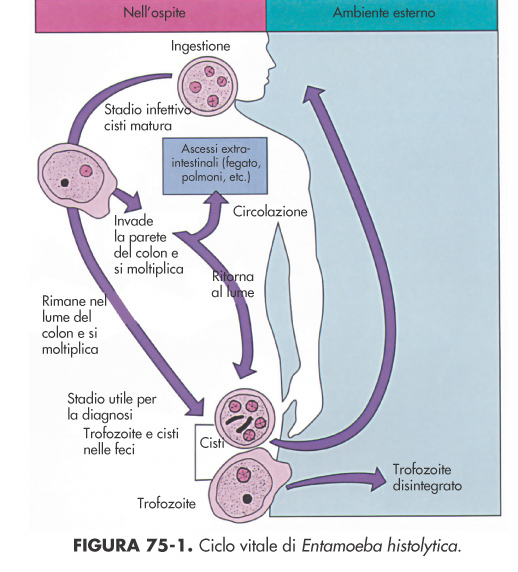 Nell'ospite
Ambiente esterno
Ingestione
Stadio infettivo
cisti matura
Ascessi extra-
intestinali (fegato,
polmoni, etc.)
Circolazione
Invade
la parete
del colon e
si moltiplica
Ritorna
al lume
Rimane nel
lume del
colon e si
moltiplica
Stadio utile per
la diagnosi
Trofozoite e cisti
nelle feci
Cisti
Trofozoite
Trofozoite
disintegrato
FIGURA 75-1. Ciclo vitale di Entamoeba histolytica.